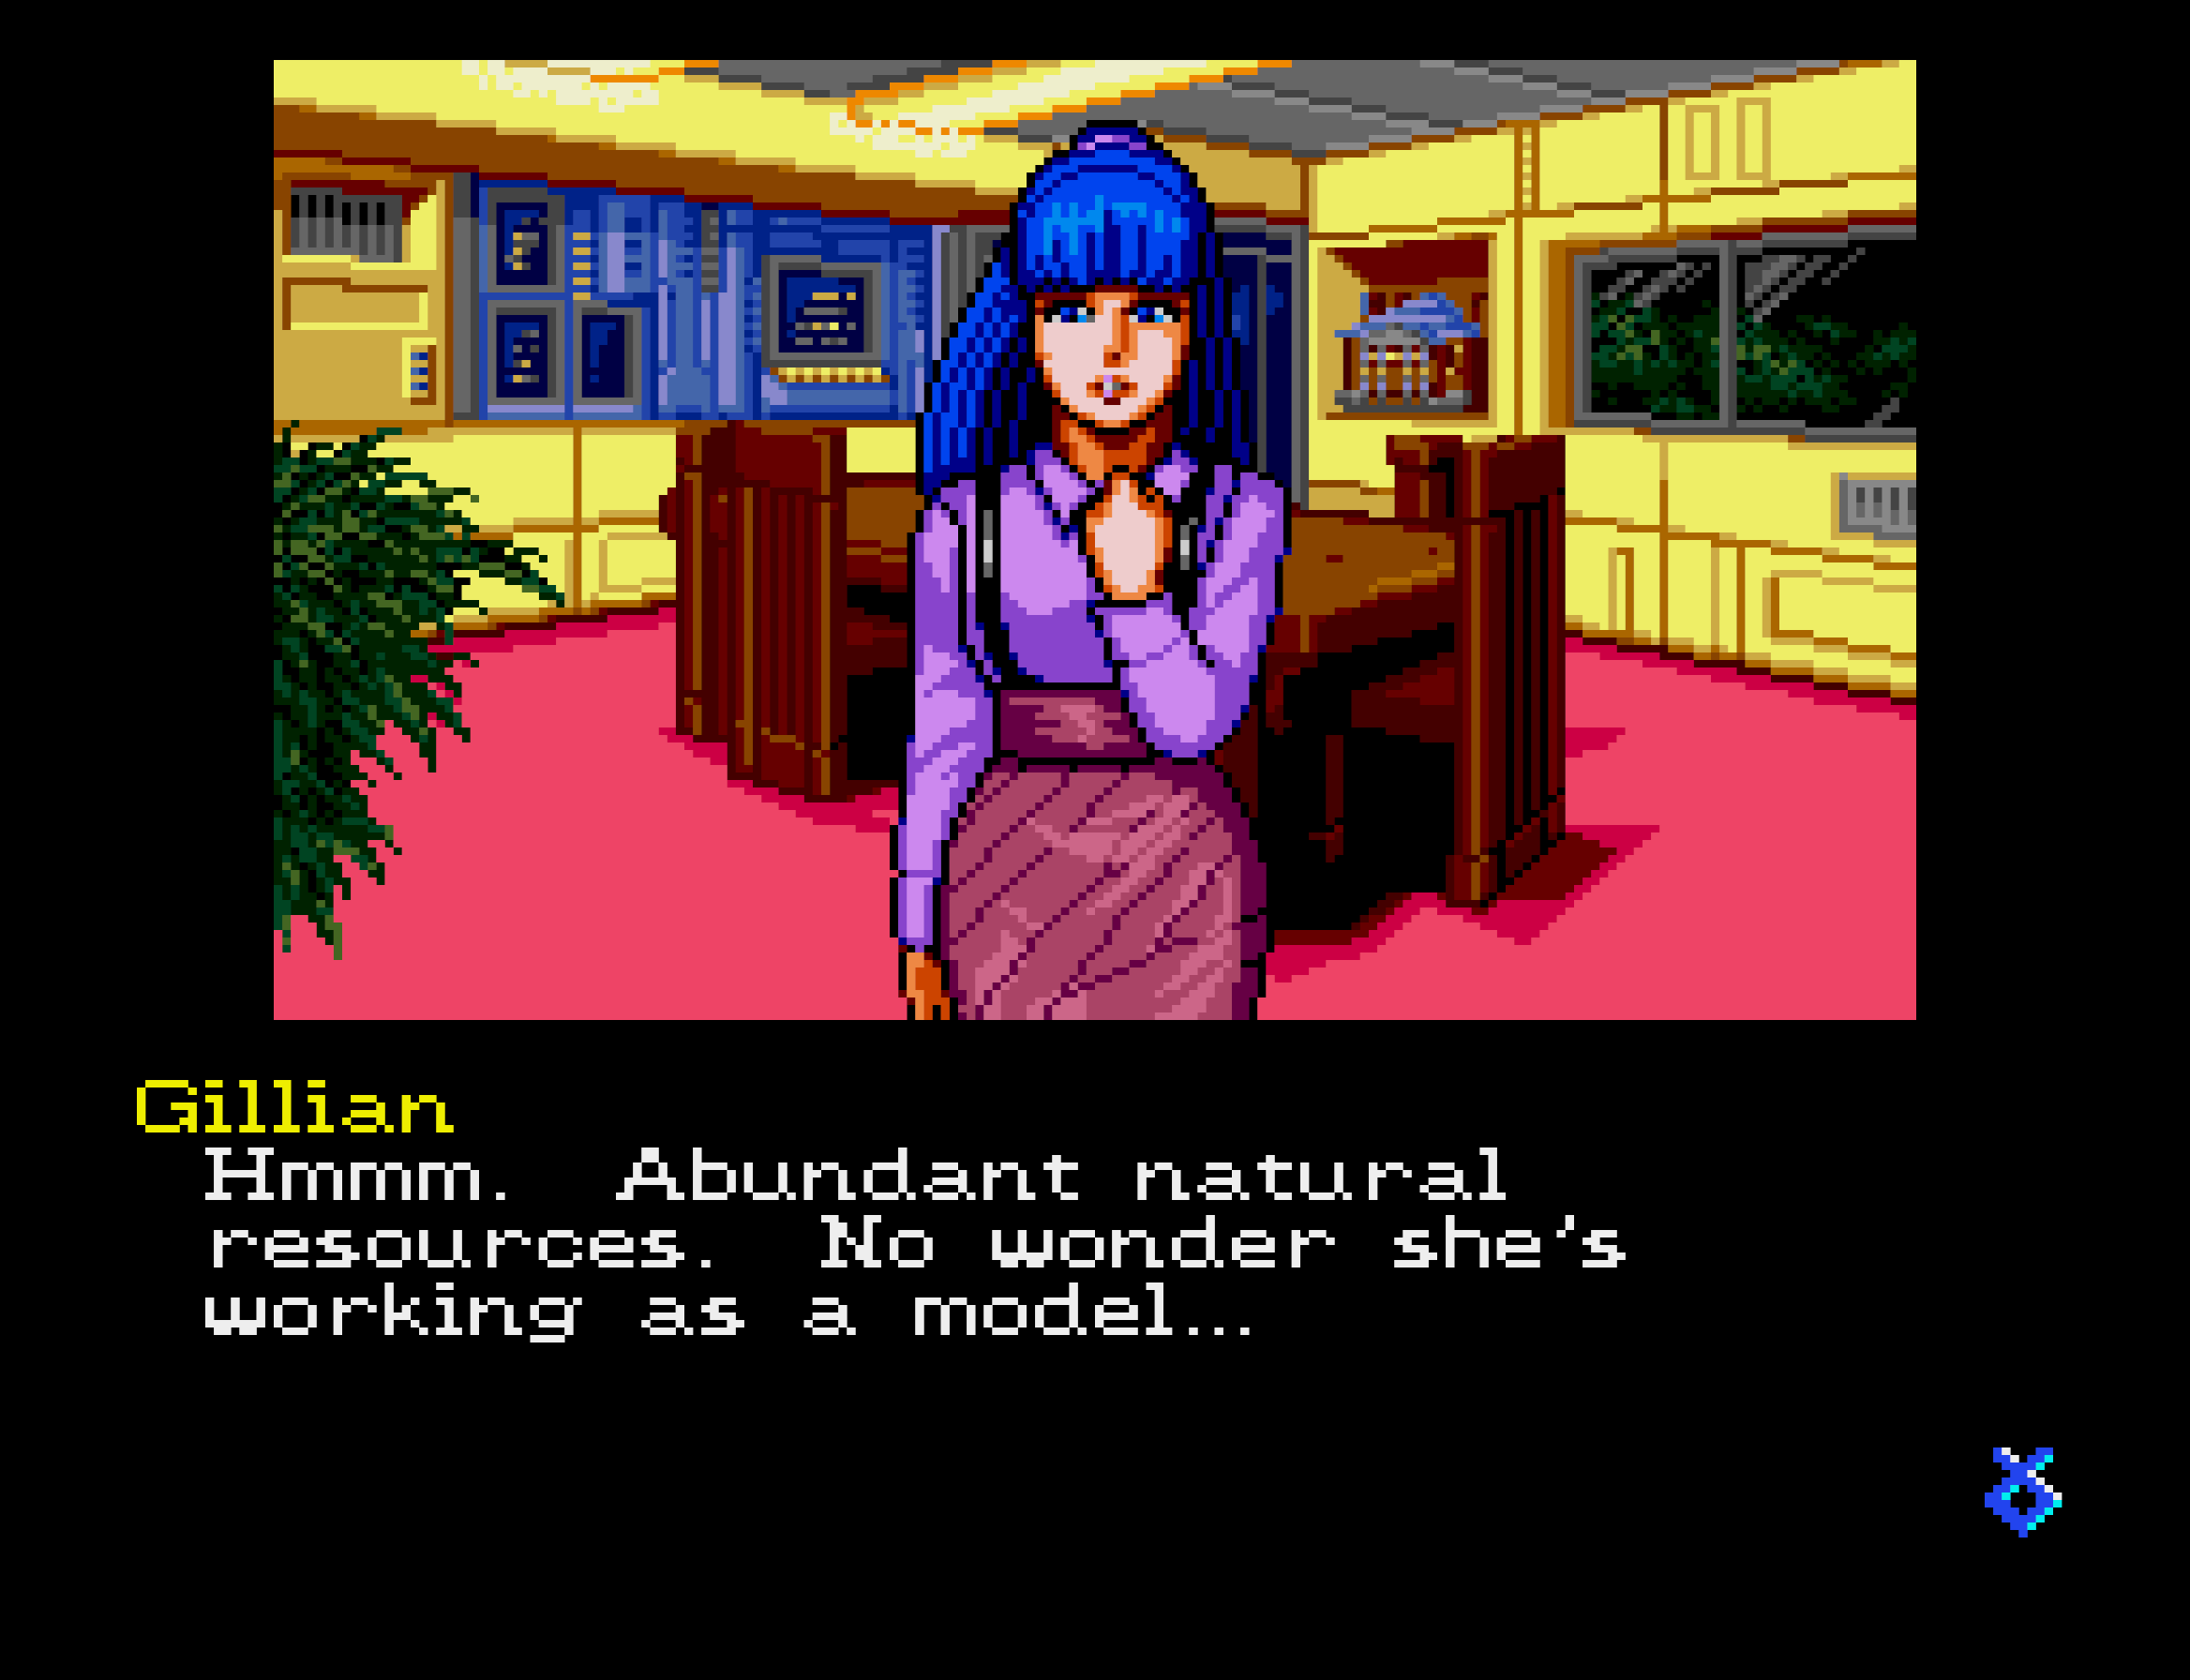 Gillian
Hmmm.  Abundant natural
resources.  No wonder she's
working as a model...